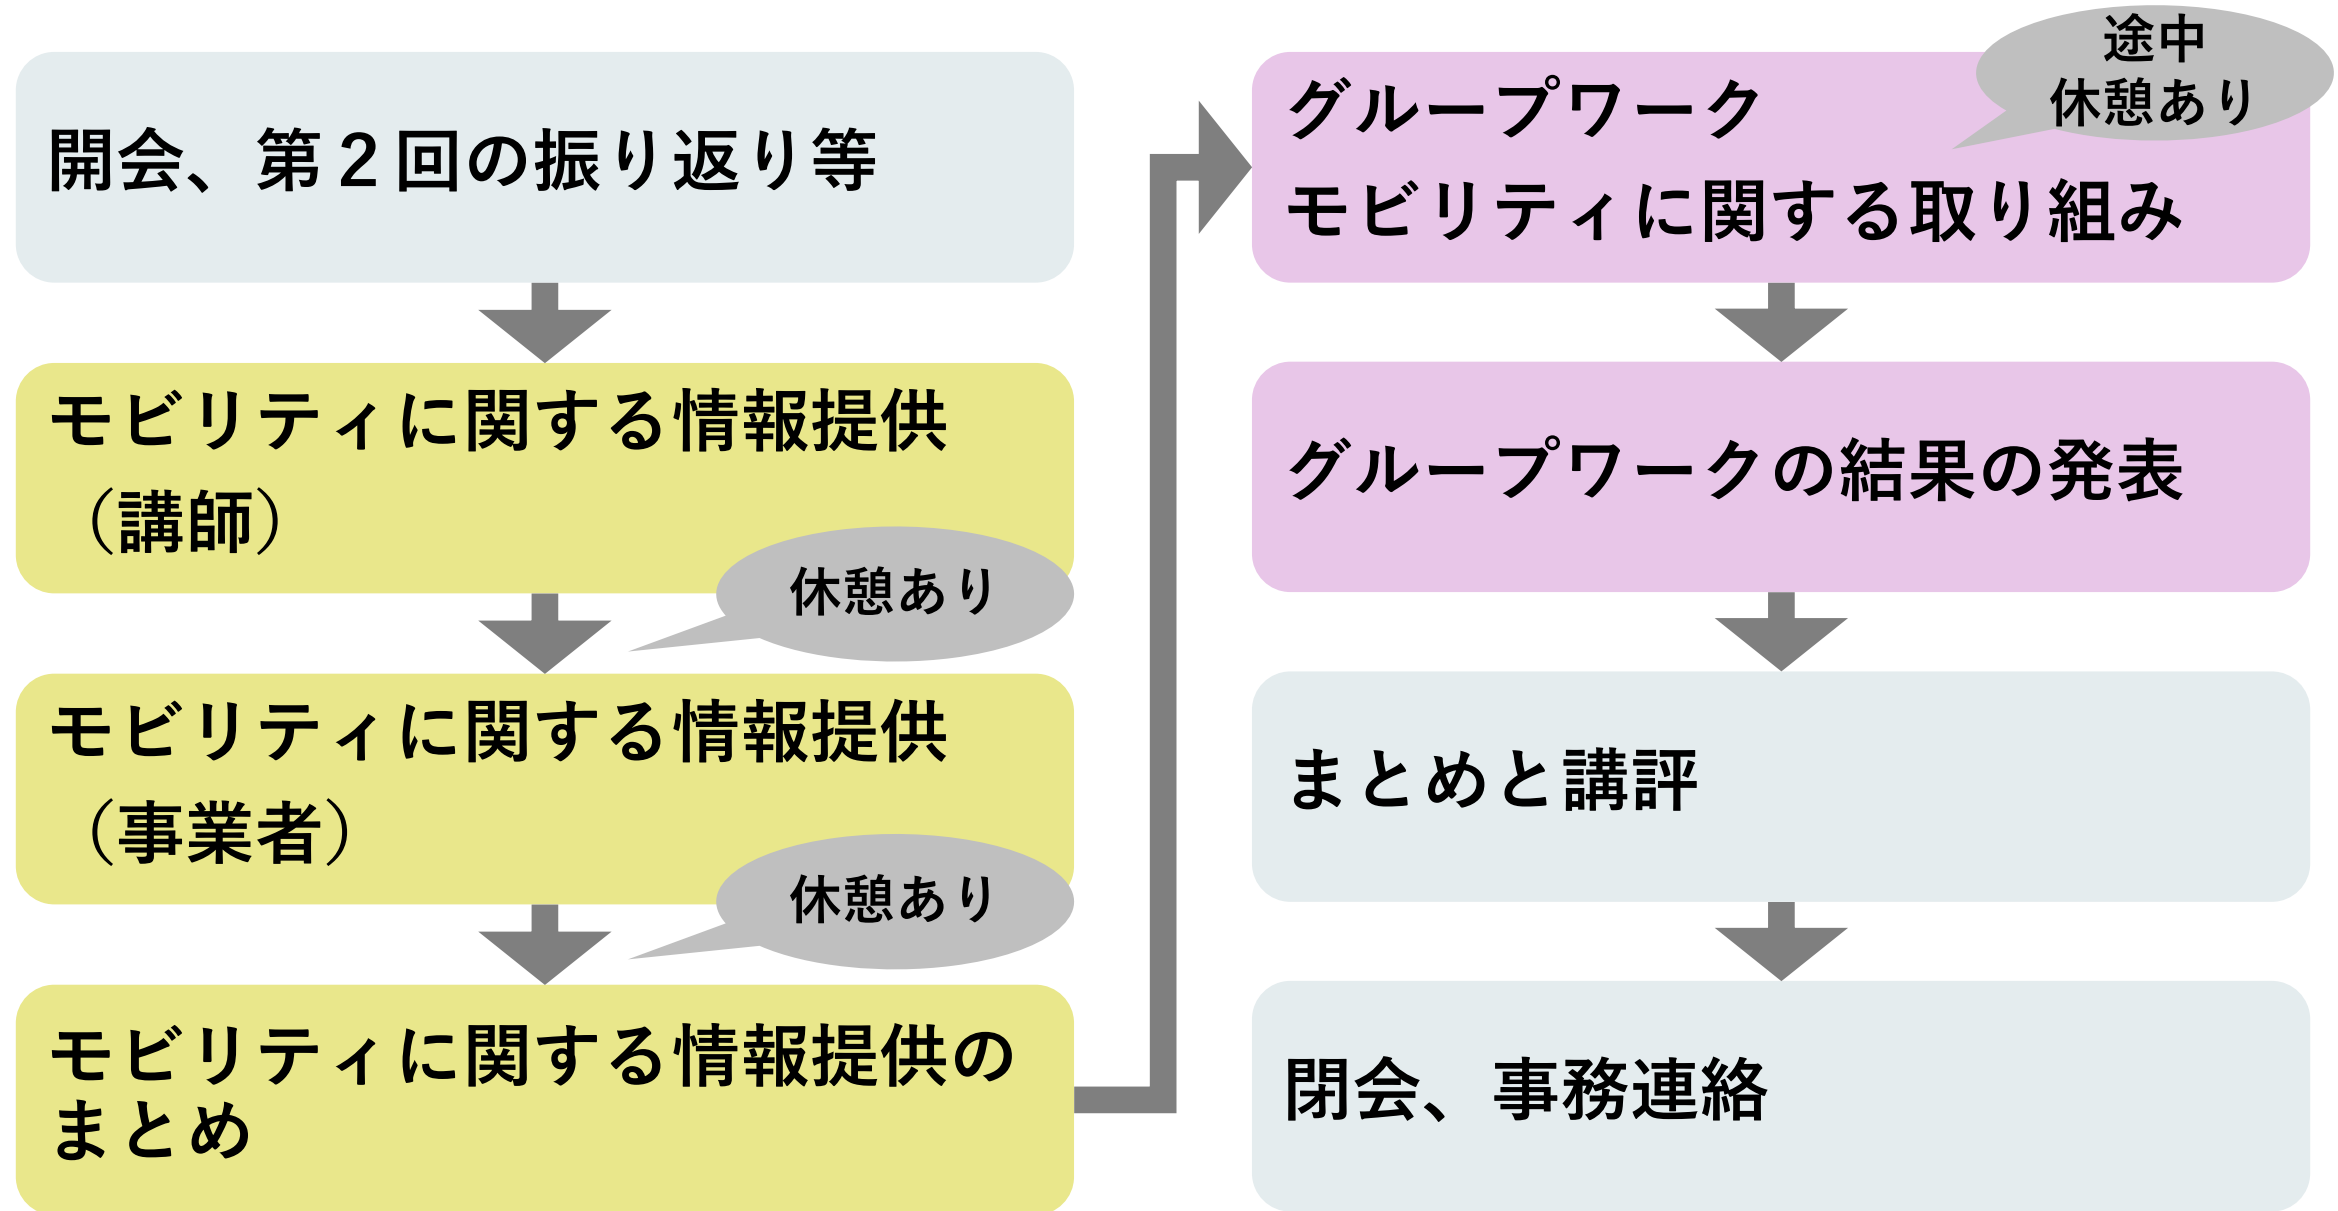 開会、第２回の振り返り等
モビリティに関する情報提供
（講師）
休憩あり
モビリティに関する情報提供
（事業者）
休憩あり
モビリティに関する情報提供の
まとめ
途中
休憩あり
グループワーク
モビリティに関する取り組み
グループワークの結果の発表
まとめと講評
閉会、事務連絡